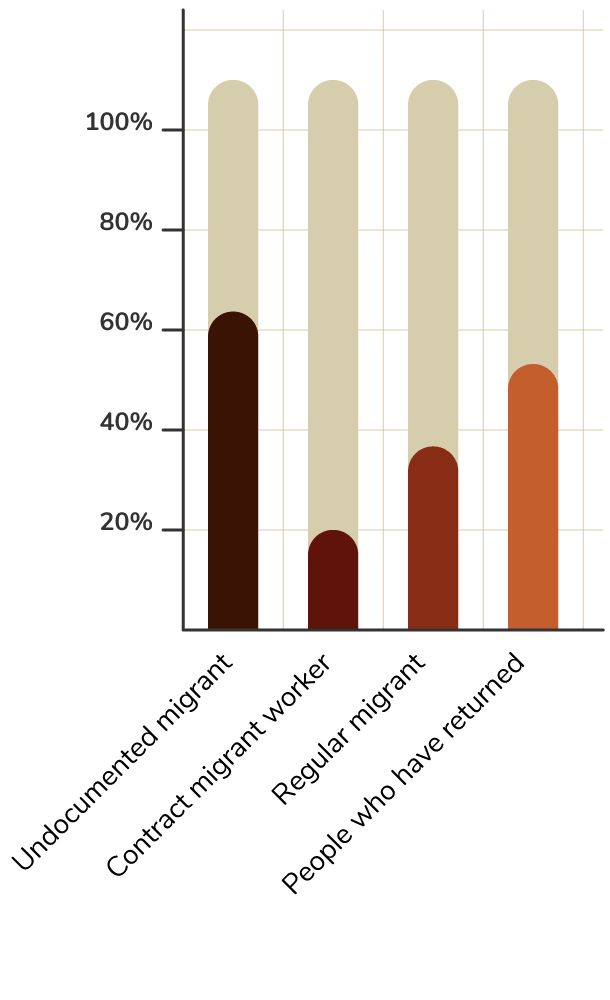 100%
80%
60%
40%
20%
Undocumented migrant
Contract migrant worker
Regular migrant
People who have returned